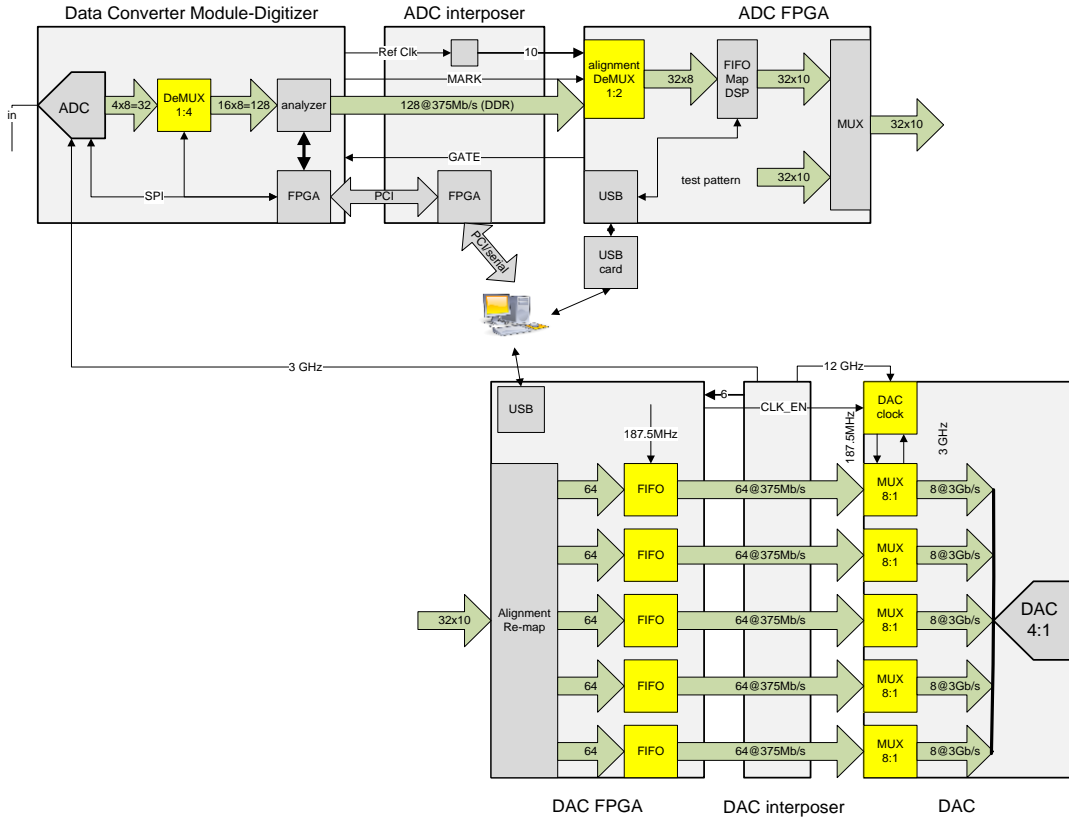 Data Converter Module-Digitizer
ADC interposer
ADC FPGA
in
ADC
4x8=32
DeMUX
1:4
16x8=128
analyzer
Ref Clk
10
MARK
128@375Mb/s (DDR)
GATE
SPI
FPGA
PCI
FPGA
PCI/serial
alignment
DeMUX
1:2
32x8
FIFO
Map
DSP
32x10
MUX
32x10
test pattern
32x10
USB
USB
card
3 GHz
12 GHz
USB
6
CLK_EN
DAC
clock
187.5MHz
187.5MHz
3 GHz
32x10
Alignment
Re-map
64
FIFO
64@375Mb/s
MUX
8:1
8@3Gb/s
64
FIFO
64@375Mb/s
MUX
8:1
8@3Gb/s
64
FIFO
64@375Mb/s
MUX
8:1
8@3Gb/s
64
FIFO
64@375Mb/s
MUX
8:1
8@3Gb/s
64
FIFO
64@375Mb/s
MUX
8:1
8@3Gb/s
DAC
4:1
DAC FPGA
DAC interposer
DAC